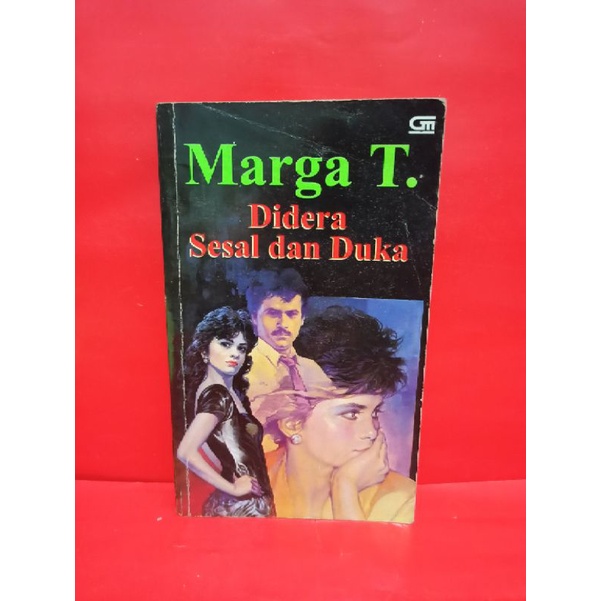 GM
Marga T.
Didera
Sesal dan Duka